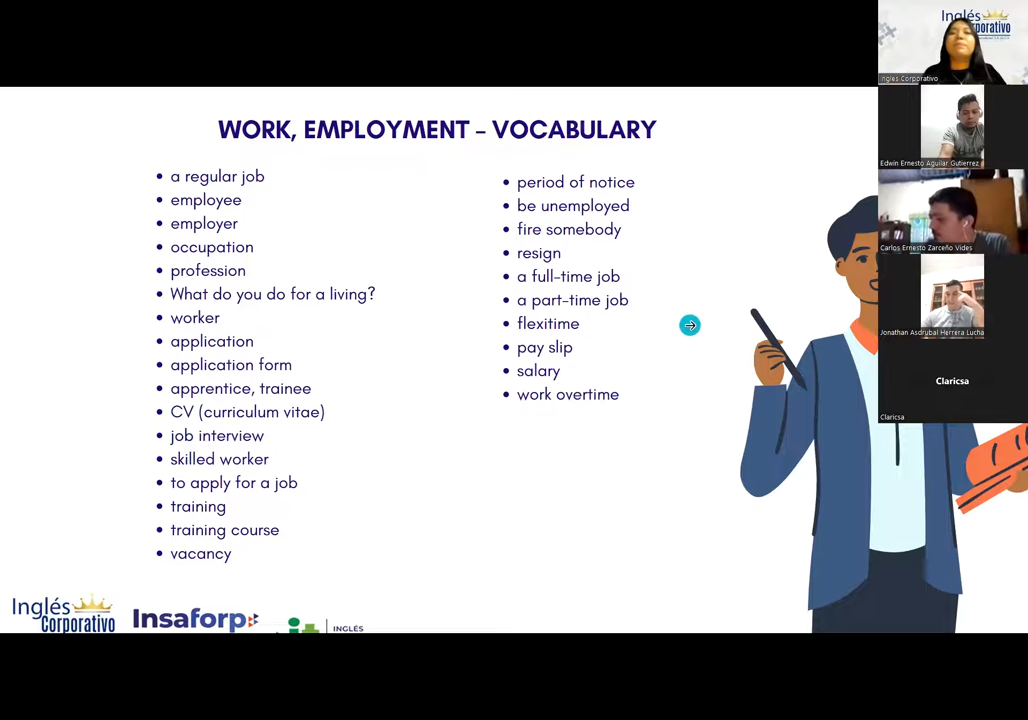 WORK, EMPLOYMENT – VOCABULARY
a regular job
employee
employer
occupation
profession
What do you do for a living?
worker
application
application form
apprentice, trainee
CV (curriculum vitae)
job interview
skilled worker
to apply for a job
training
training course
vacancy
period of notice
be unemployed
fire somebody
resign
a full-time job
a part-time job
flexitime
pay slip
salary
work overtime
Inglés
Corporativo
Insaforp
INGLÉS
Inglés
Ingles Corporativo
Edwin Ernesto Aguilar Gutierrez
Carlos Ernesto Zarceño Vides
Jonathan Asdrybal Herrera Lucha
Claricsa
Claricsa